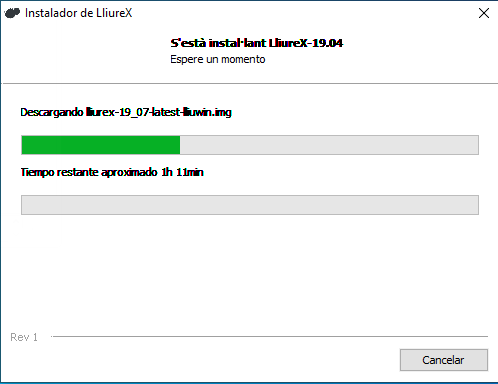 Instalador de LliureX
S'està instal·lant LliureX-19.04
Espere un momento
Descargando lliurex-19_07-latest-lliuwin.img
Tiempo restante aproximado 1h 11min
Rev 1
Cancelar